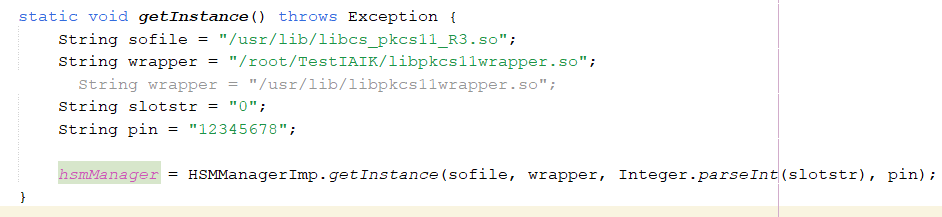 static void getInstance() throws Exception {
    String sofile = "/usr/lib/libcs_pkcs11_R3.so";
    String wrapper = "/root/TestIAIK/libpkcs11wrapper.so";
      String wrapper = "/usr/lib/libpkcs11wrapper.so";
    String slotstr = "0";
    String pin = "12345678";

    hsmManager = HSMManagerImp.getInstance(sofile, wrapper, Integer.parseInt(slotstr), pin);
}